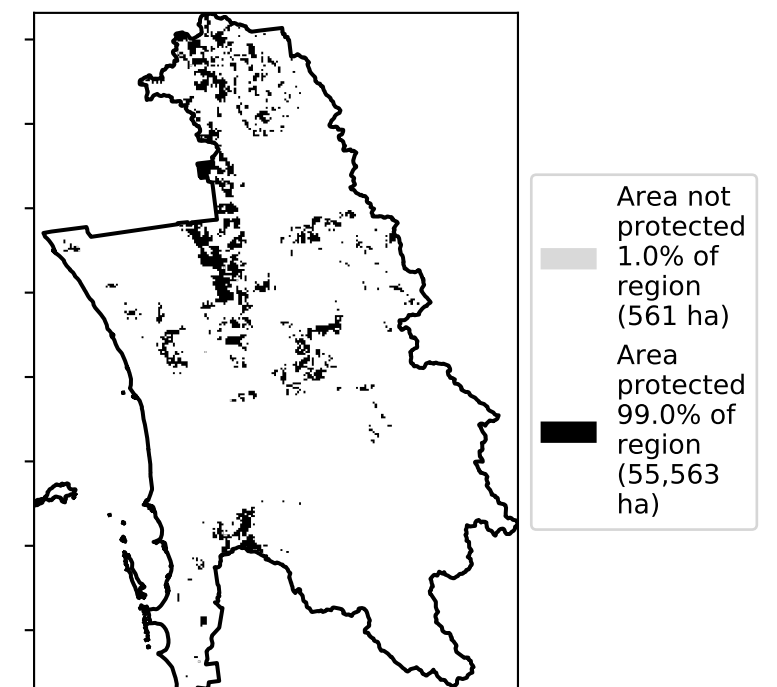 Area not
protected
1.0% of
region
(561 ha)
Area
protected
99.0% of
region
(55,563
ha)